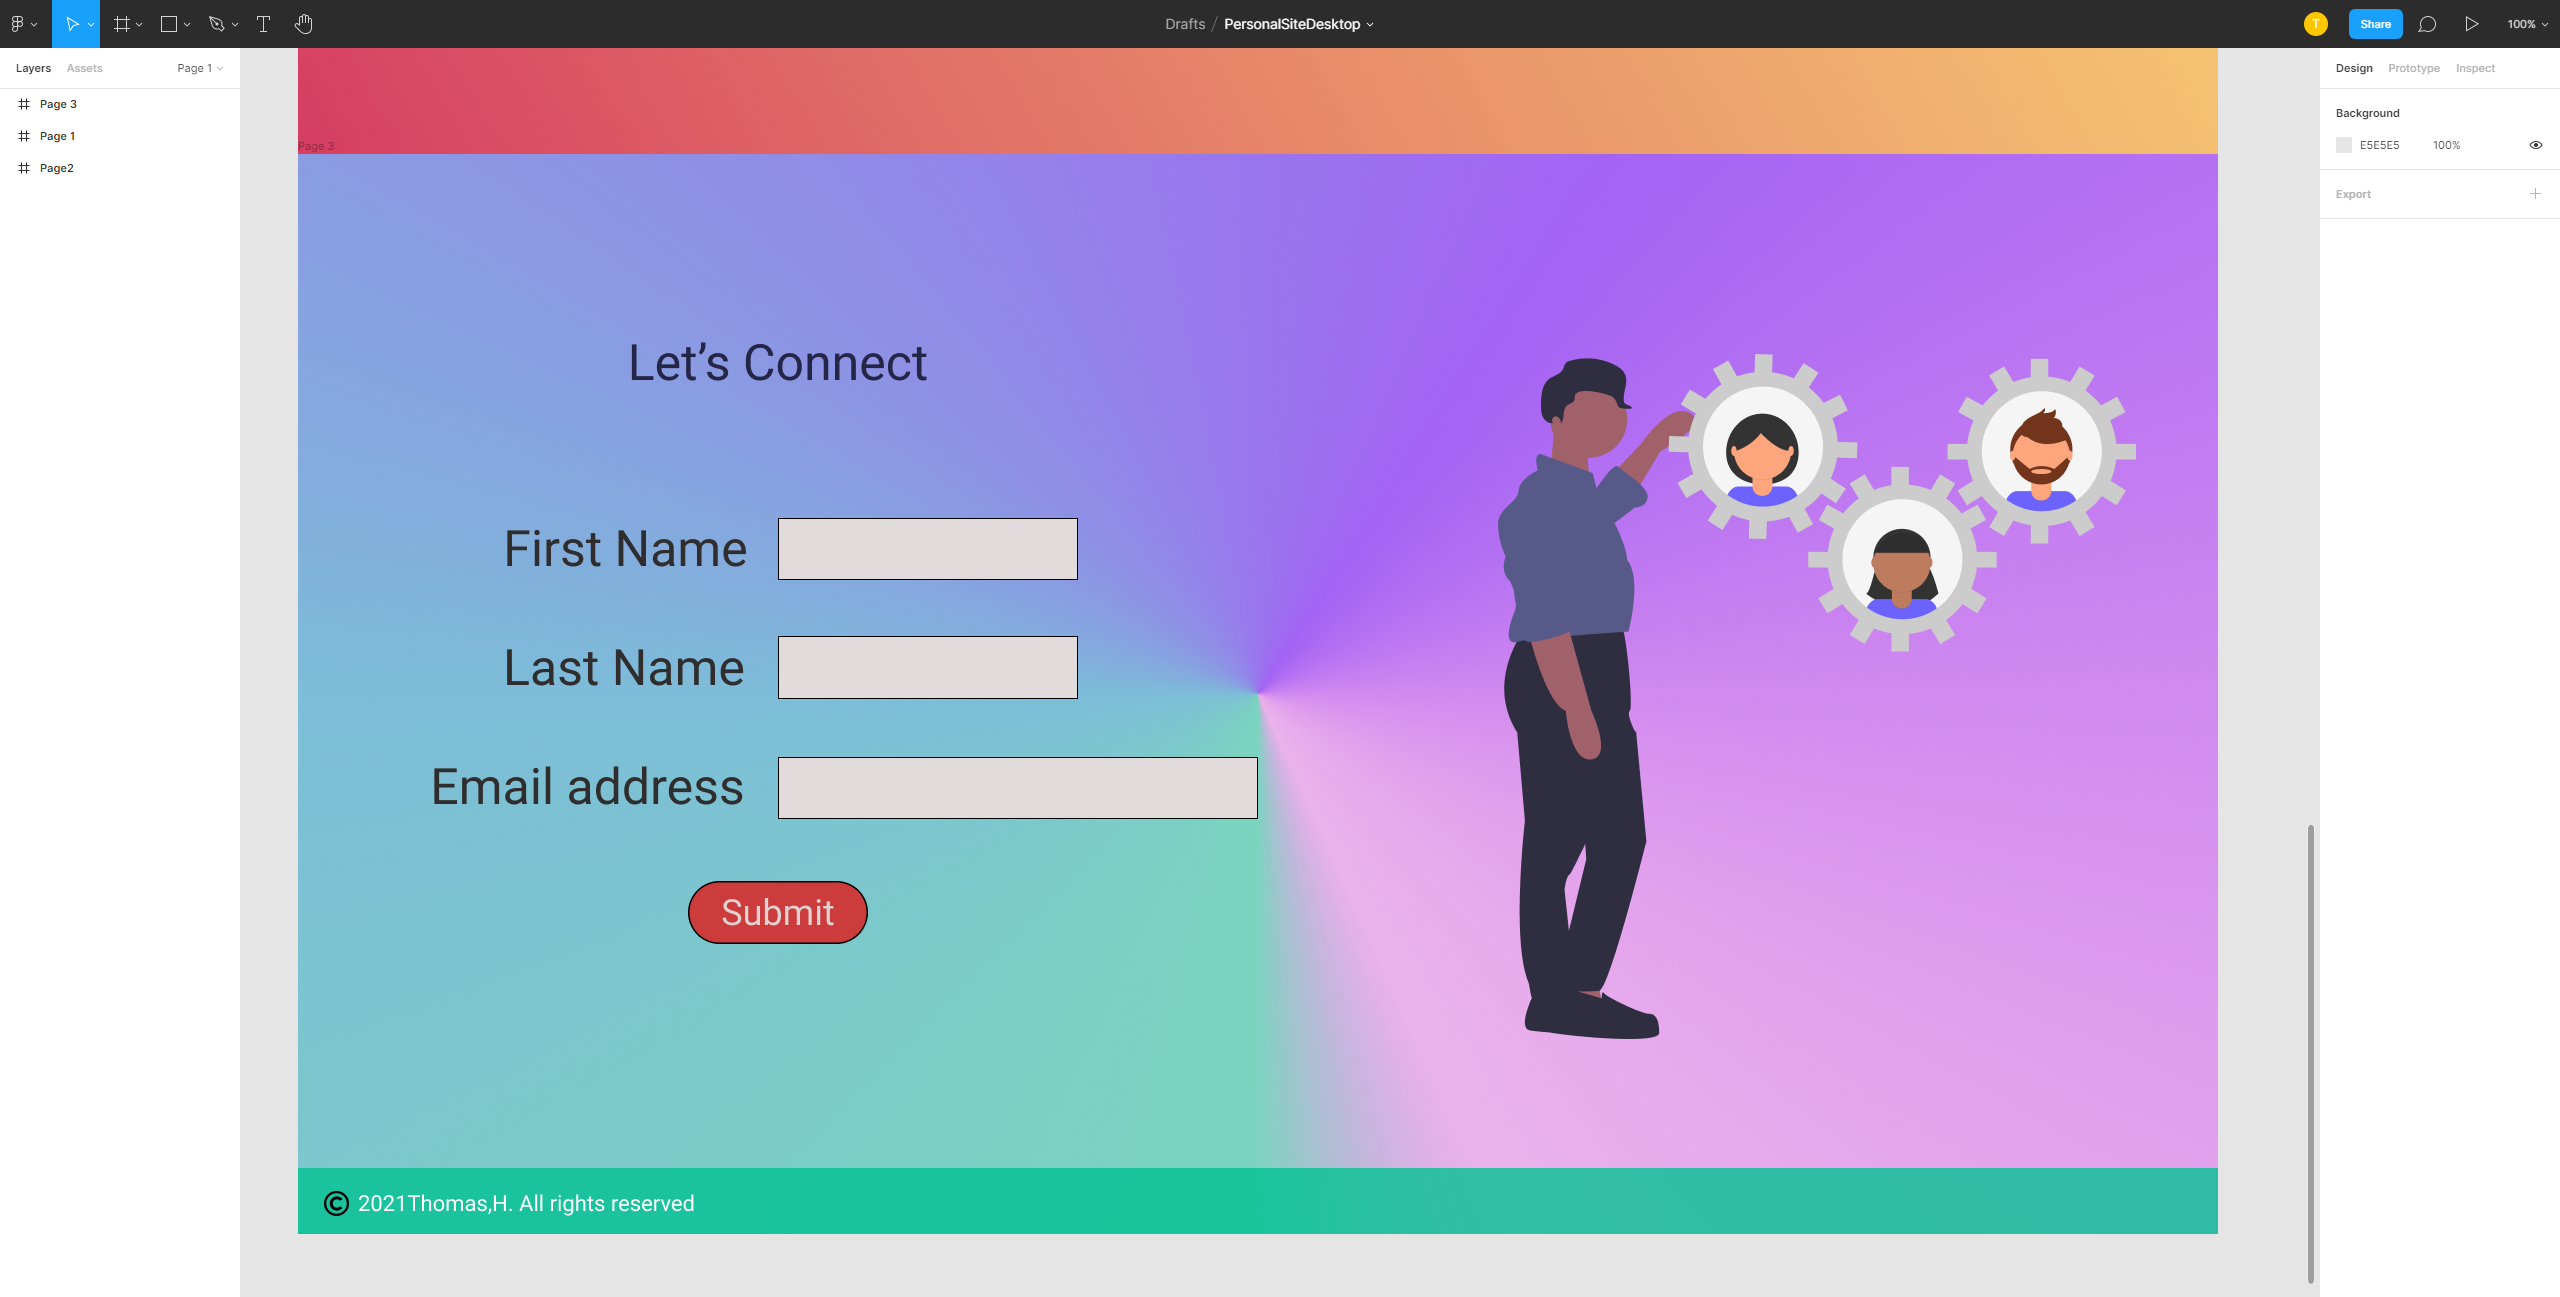 Drafts / PersonalSiteDesktop
T
Share
100%
Layers
Assets
Page 1
Page 3
Page 1
Page2
Page 3
Let’s Connect
First Name
Last Name
Email address
Submit
© 2021Thomas,H. All rights reserved
Design
Prototype
Inspect
Background
E5E5E5
100%
Export